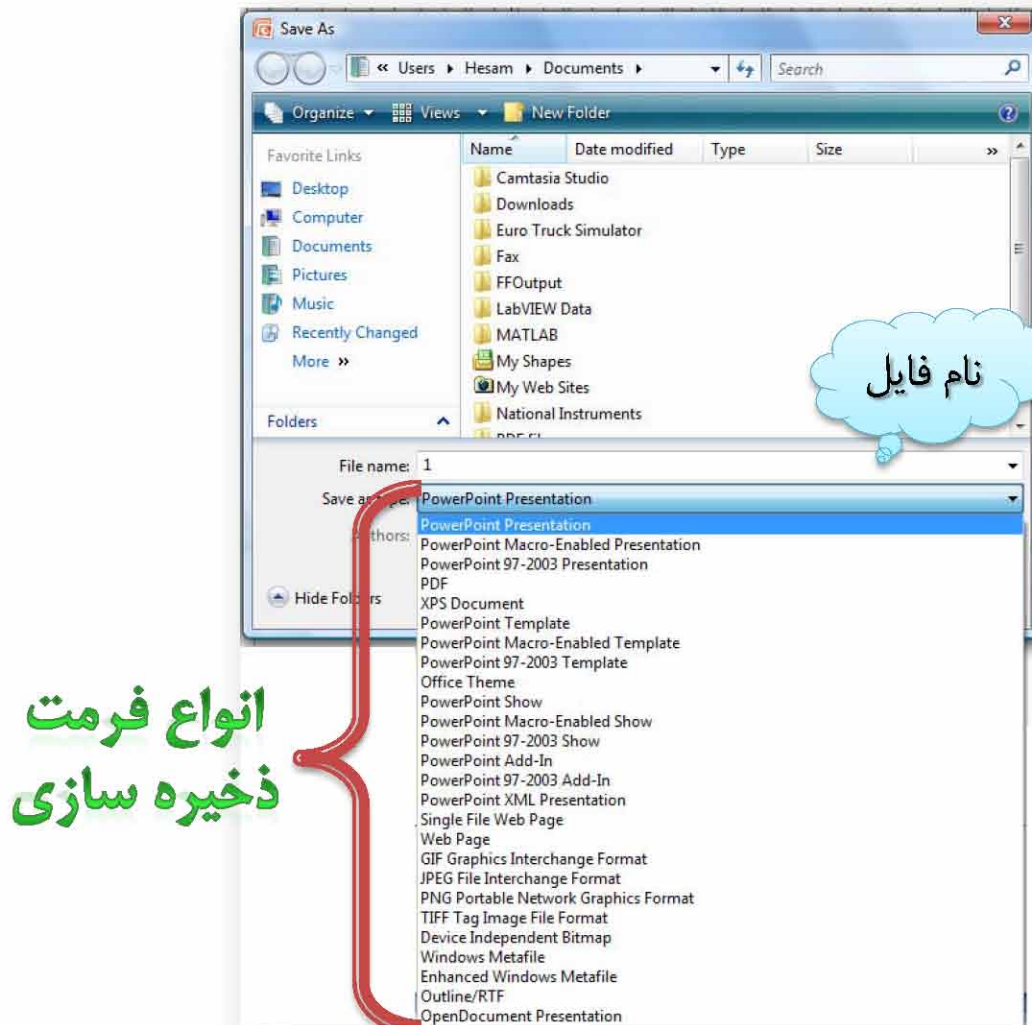 Save As
« Users ▸ Hesam ▸ Documents ▸ Search
Organize Views New Folder
Favorite Links
Desktop
Computer
Documents
Pictures
Music
Recently Changed
More »
Folders
Name Date modified Type Size »
Camtasia Studio
Downloads
Euro Truck Simulator
Fax
FFOutput
LabVIEW Data
MATLAB
My Shapes
My Web Sites
National Instruments
نام فایل
File name: 1
Save as type: PowerPoint Presentation
Hide Folders
PowerPoint Presentation
PowerPoint Macro-Enabled Presentation
PowerPoint 97-2003 Presentation
PDF
XPS Document
PowerPoint Template
PowerPoint Macro-Enabled Template
PowerPoint 97-2003 Template
Office Theme
PowerPoint Show
PowerPoint Macro-Enabled Show
PowerPoint 97-2003 Show
PowerPoint Add-In
PowerPoint 97-2003 Add-In
PowerPoint XML Presentation
Single File Web Page
Web Page
GIF Graphics Interchange Format
JPEG File Interchange Format
PNG Portable Network Graphics Format
TIFF Tag Image File Format
Device Independent Bitmap
Windows Metafile
Enhanced Windows Metafile
Outline/RTF
OpenDocument Presentation
انواع فرمت
ذخیره سازی